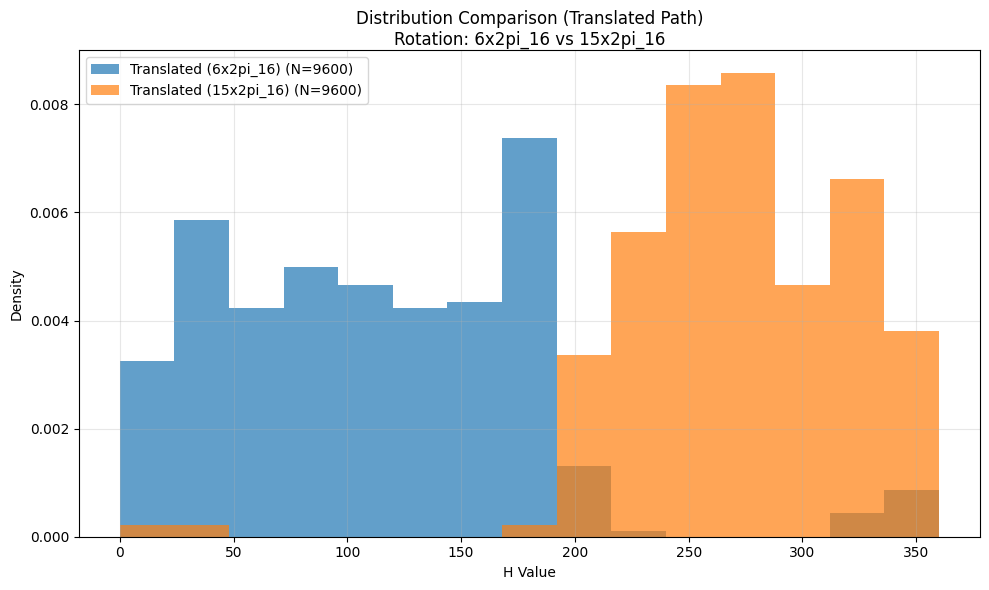 Distribution Comparison (Translated Path)
Rotation: 6x2pi_16 vs 15x2pi_16
Translated (6x2pi_16) (N=9600)
Translated (15x2pi_16) (N=9600)
Density
0.008
0.006
0.004
0.002
0.000
0 50 100 150 200 250 300 350
H Value